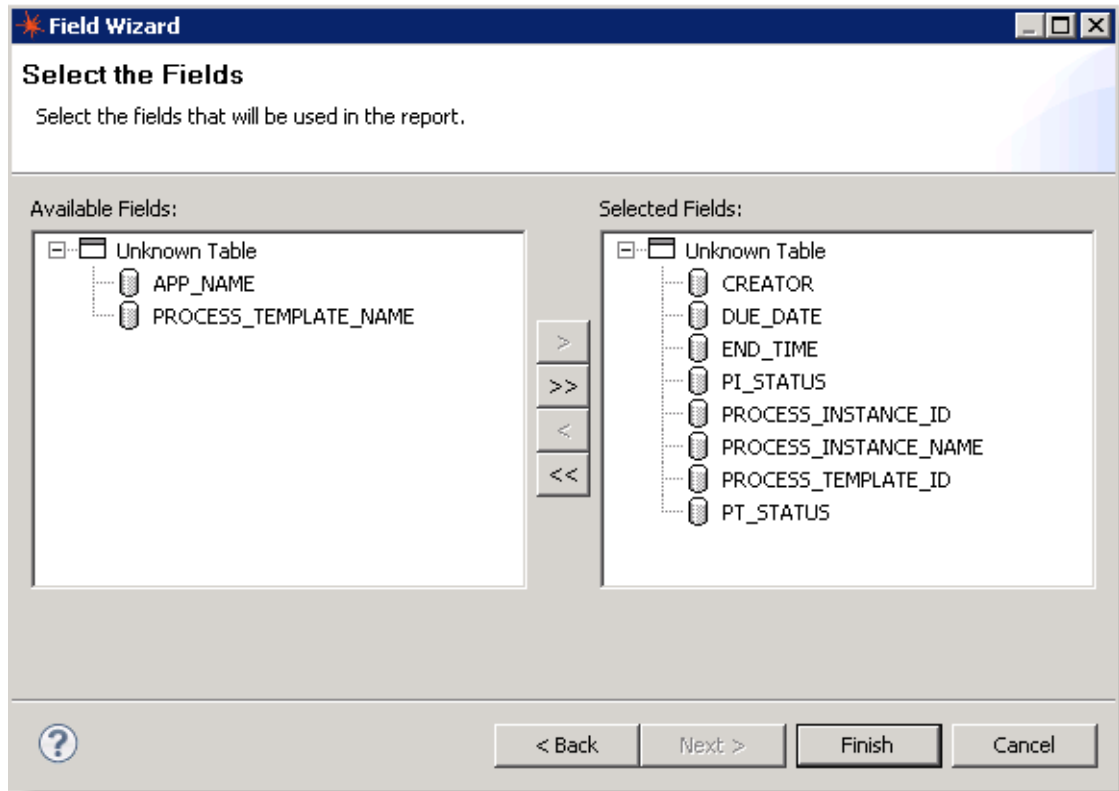 Field Wizard
Select the Fields
Select the fields that will be used in the report.
Available Fields:
Unknown Table
APP_NAME
PROCESS_TEMPLATE_NAME
>
>>
<
<<
Selected Fields:
Unknown Table
CREATOR
DUE_DATE
END_TIME
PI_STATUS
PROCESS_INSTANCE_ID
PROCESS_INSTANCE_NAME
PROCESS_TEMPLATE_ID
PT_STATUS
?
< Back
Next >
Finish
Cancel